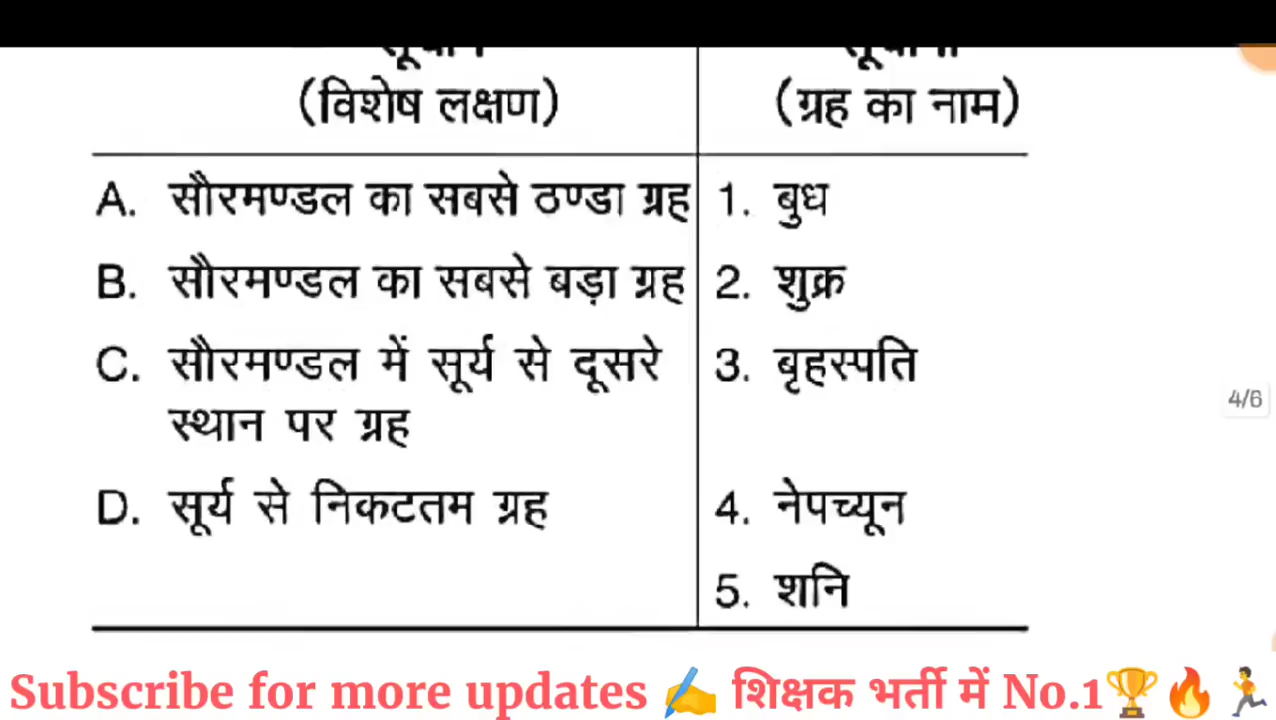 (विशेष लक्षण) (ग्रह का नाम)
A. सौरमण्डल का सबसे ठण्डा ग्रह 1. बुध
B. सौरमण्डल का सबसे बड़ा ग्रह 2. शुक्र
C. सौरमण्डल में सूर्य से दूसरे 3. बृहस्पति
स्थान पर ग्रह
4/6
D. सूर्य से निकटतम ग्रह 4. नेपच्यून
5. शनि
Subscribe for more updates ✍️ शिक्षक भर्ती में No.1🏆🔥🏃